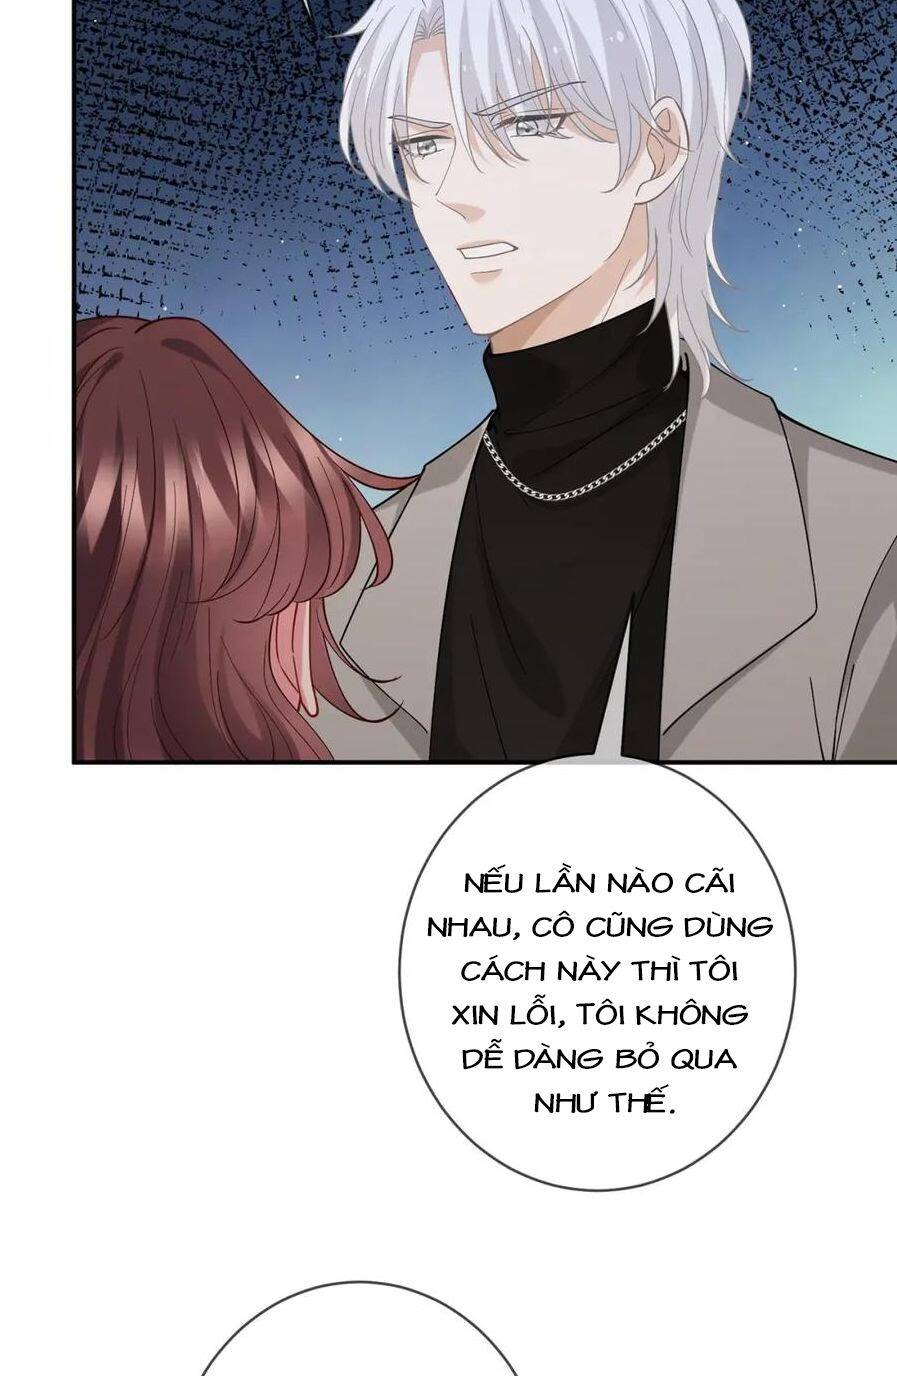 NẾU LẦN NÀO CÃI
NHAU, CÔ CŨNG DÙNG
CÁCH NÀY THÌ TÔI
XIN LỖI, TÔI KHÔNG
DỄ DÀNG BỎ QUA
NHƯ THẾ.